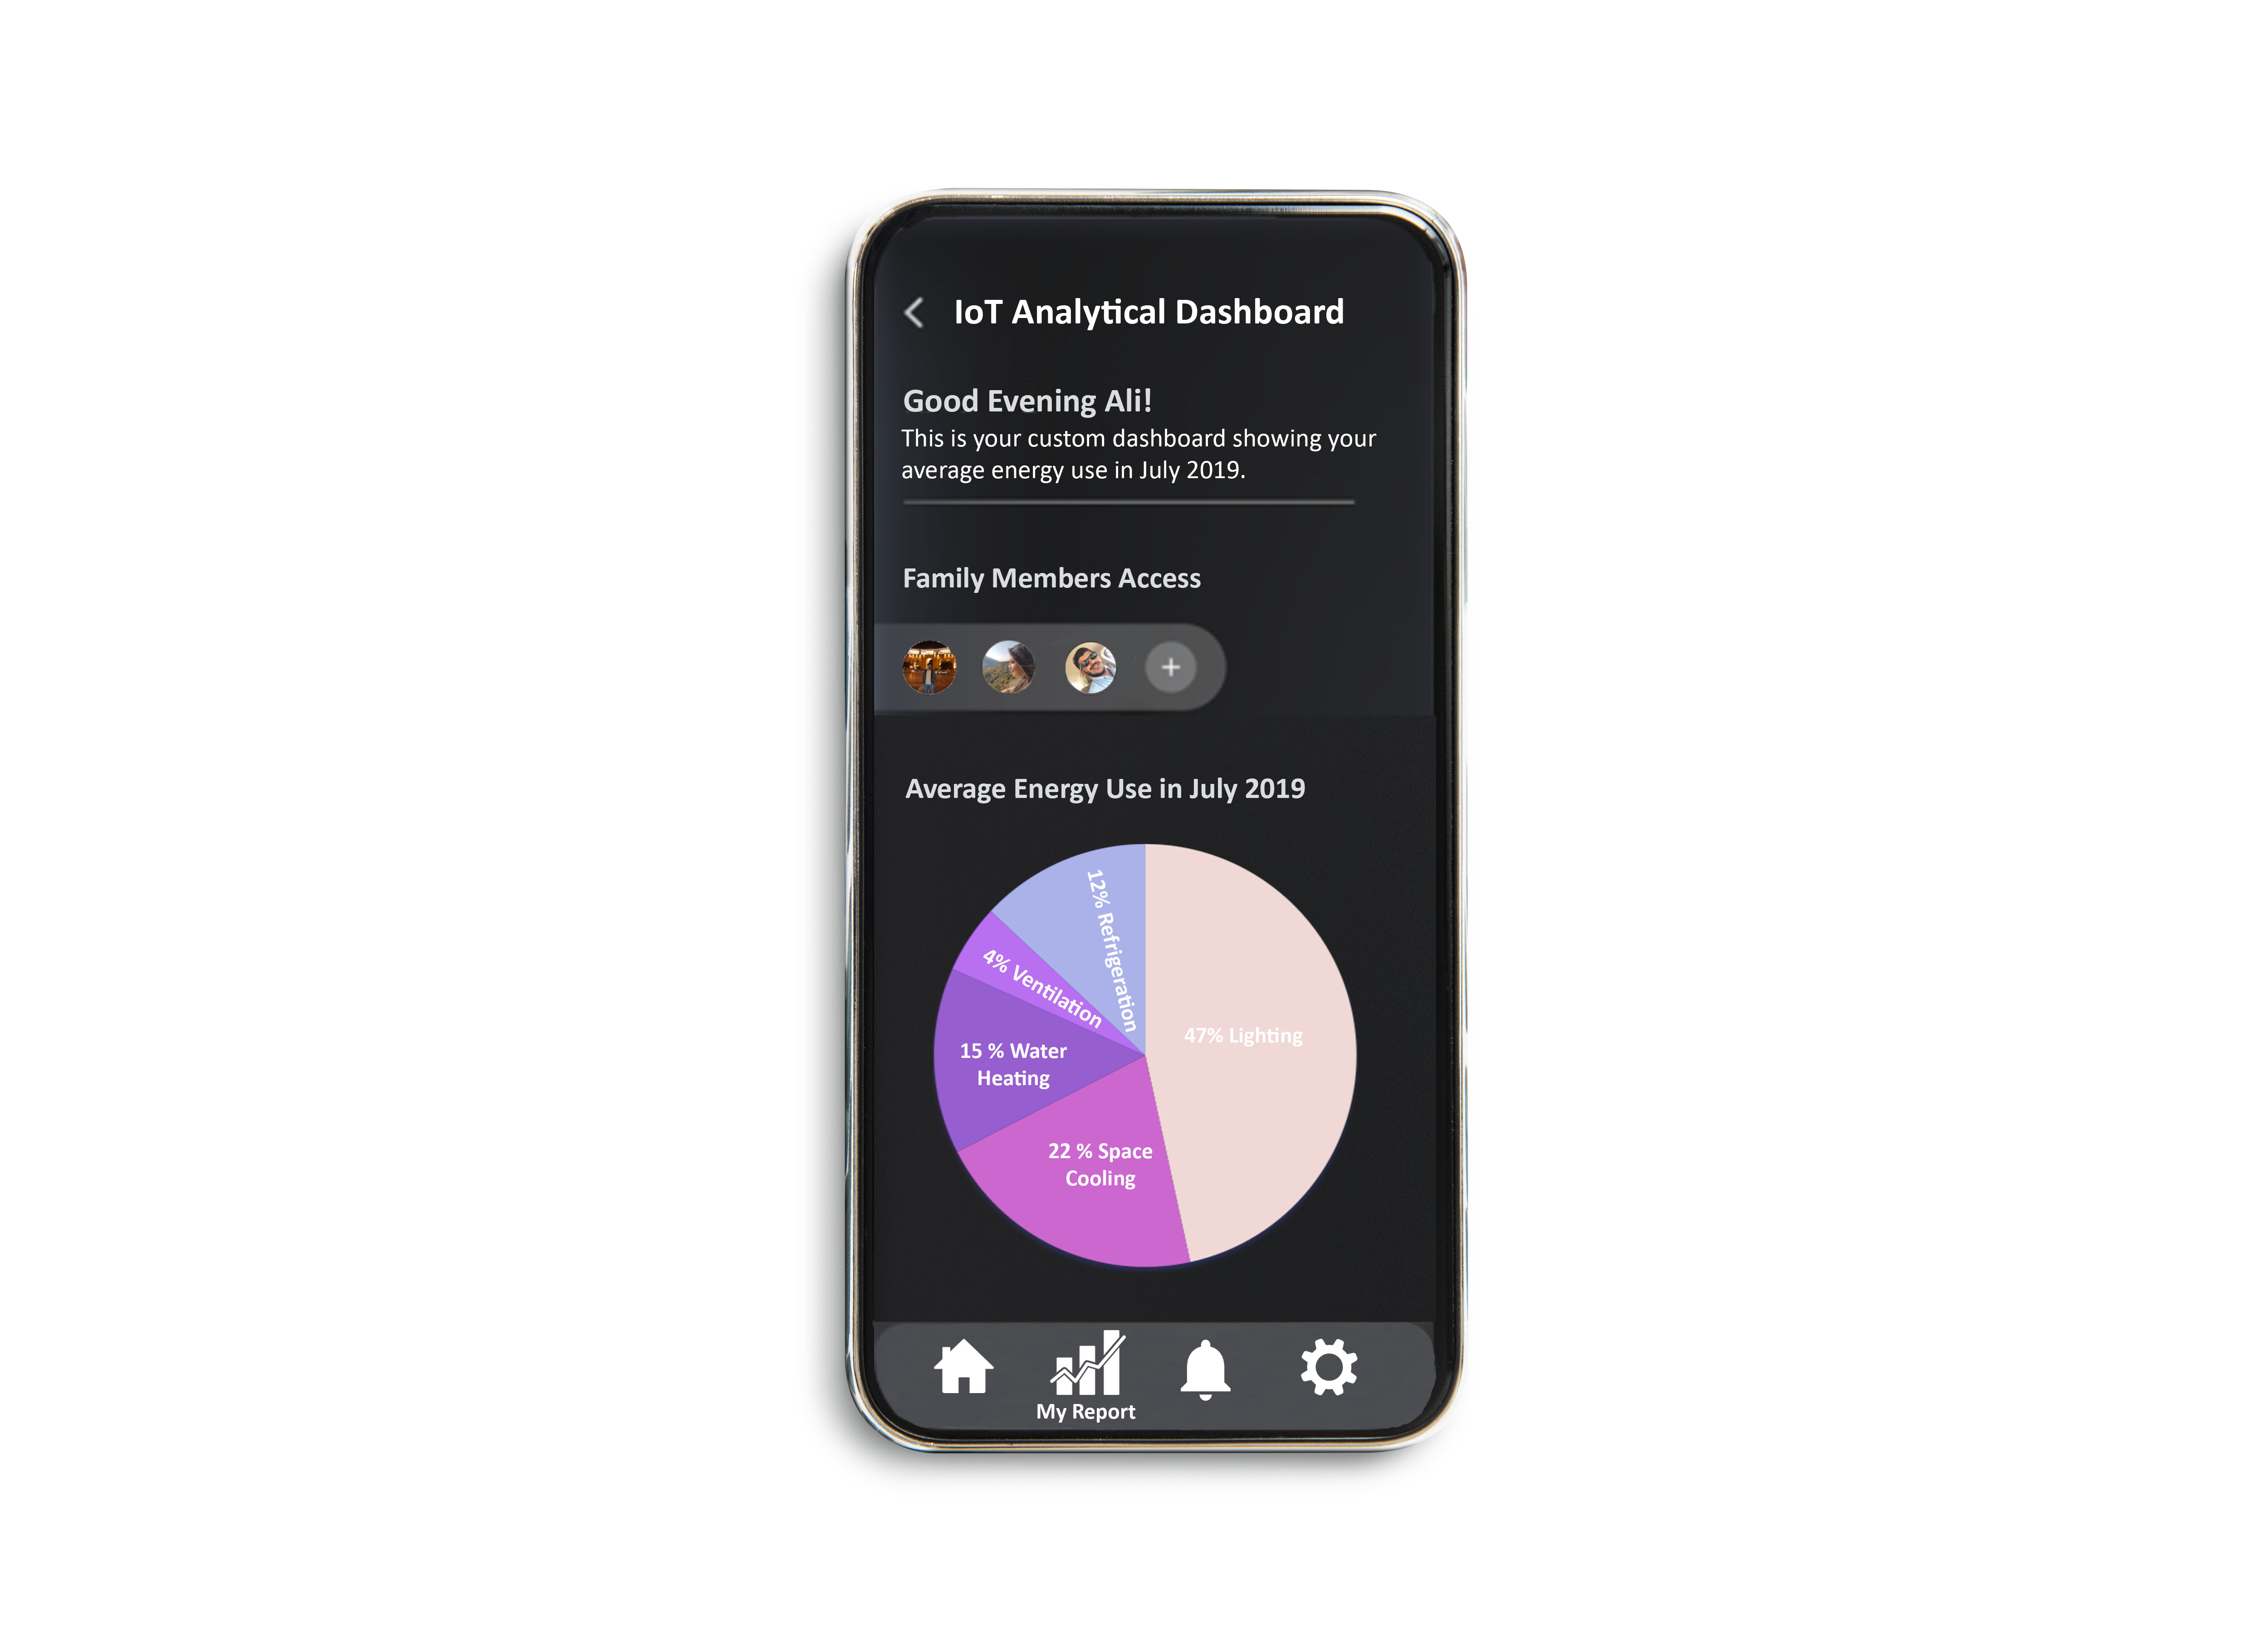 IoT Analytical Dashboard
Good Evening Ali!
This is your custom dashboard showing your
average energy use in July 2019.
Family Members Access
+
Average Energy Use in July 2019
12% Refrigeration
4% Ventilation
47% Lighting
15 % Water
Heating
22 % Space
Cooling
My Report